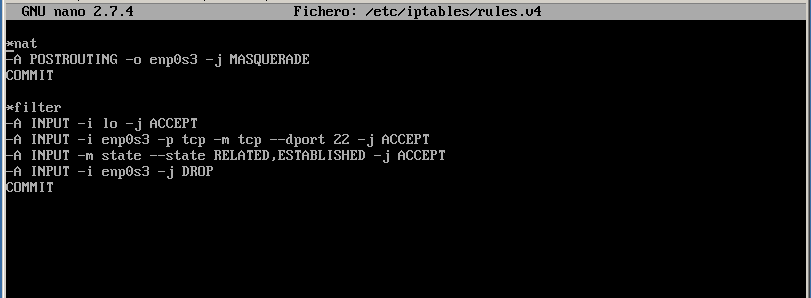 GNU nano 2.7.4 Fichero: /etc/iptables/rules.v4
*nat
-A POSTROUTING -o enp0s3 -j MASQUERADE
COMMIT
*filter
-A INPUT -i lo -j ACCEPT
-A INPUT -i enp0s3 -p tcp -m tcp --dport 22 -j ACCEPT
-A INPUT -m state --state RELATED,ESTABLISHED -j ACCEPT
-A INPUT -i enp0s3 -j DROP
COMMIT